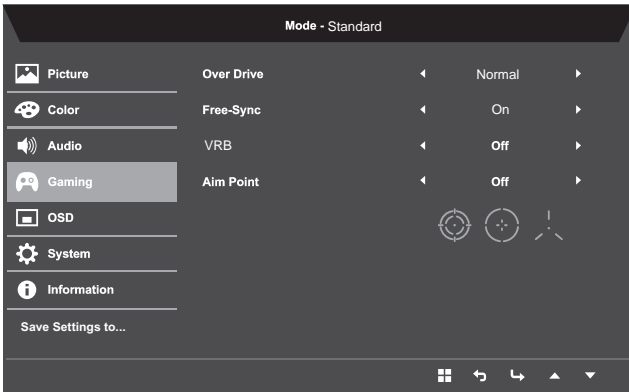 Mode - Standard
Picture
Over Drive Normal
Color
Free-Sync On
Audio
VRB Off
Gaming
Aim Point Off
OSD
System
Information
Save Settings to...